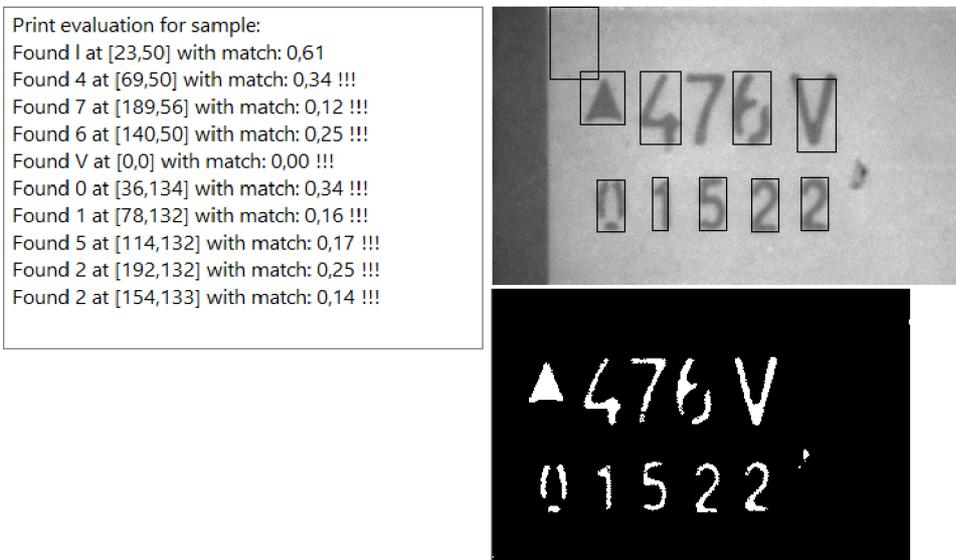 Print evaluation for sample:
Found l at [23,50] with match: 0,61
Found 4 at [69,50] with match: 0,34 !!!
Found 7 at [189,56] with match: 0,12 !!!
Found 6 at [140,50] with match: 0,25 !!!
Found V at [0,0] with match: 0,00 !!!
Found 0 at [36,134] with match: 0,34 !!!
Found 1 at [78,132] with match: 0,16 !!!
Found 5 at [114,132] with match: 0,17 !!!
Found 2 at [192,132] with match: 0,25 !!!
Found 2 at [154,133] with match: 0,14 !!!
▲476 V
01522
▲476 V
01522